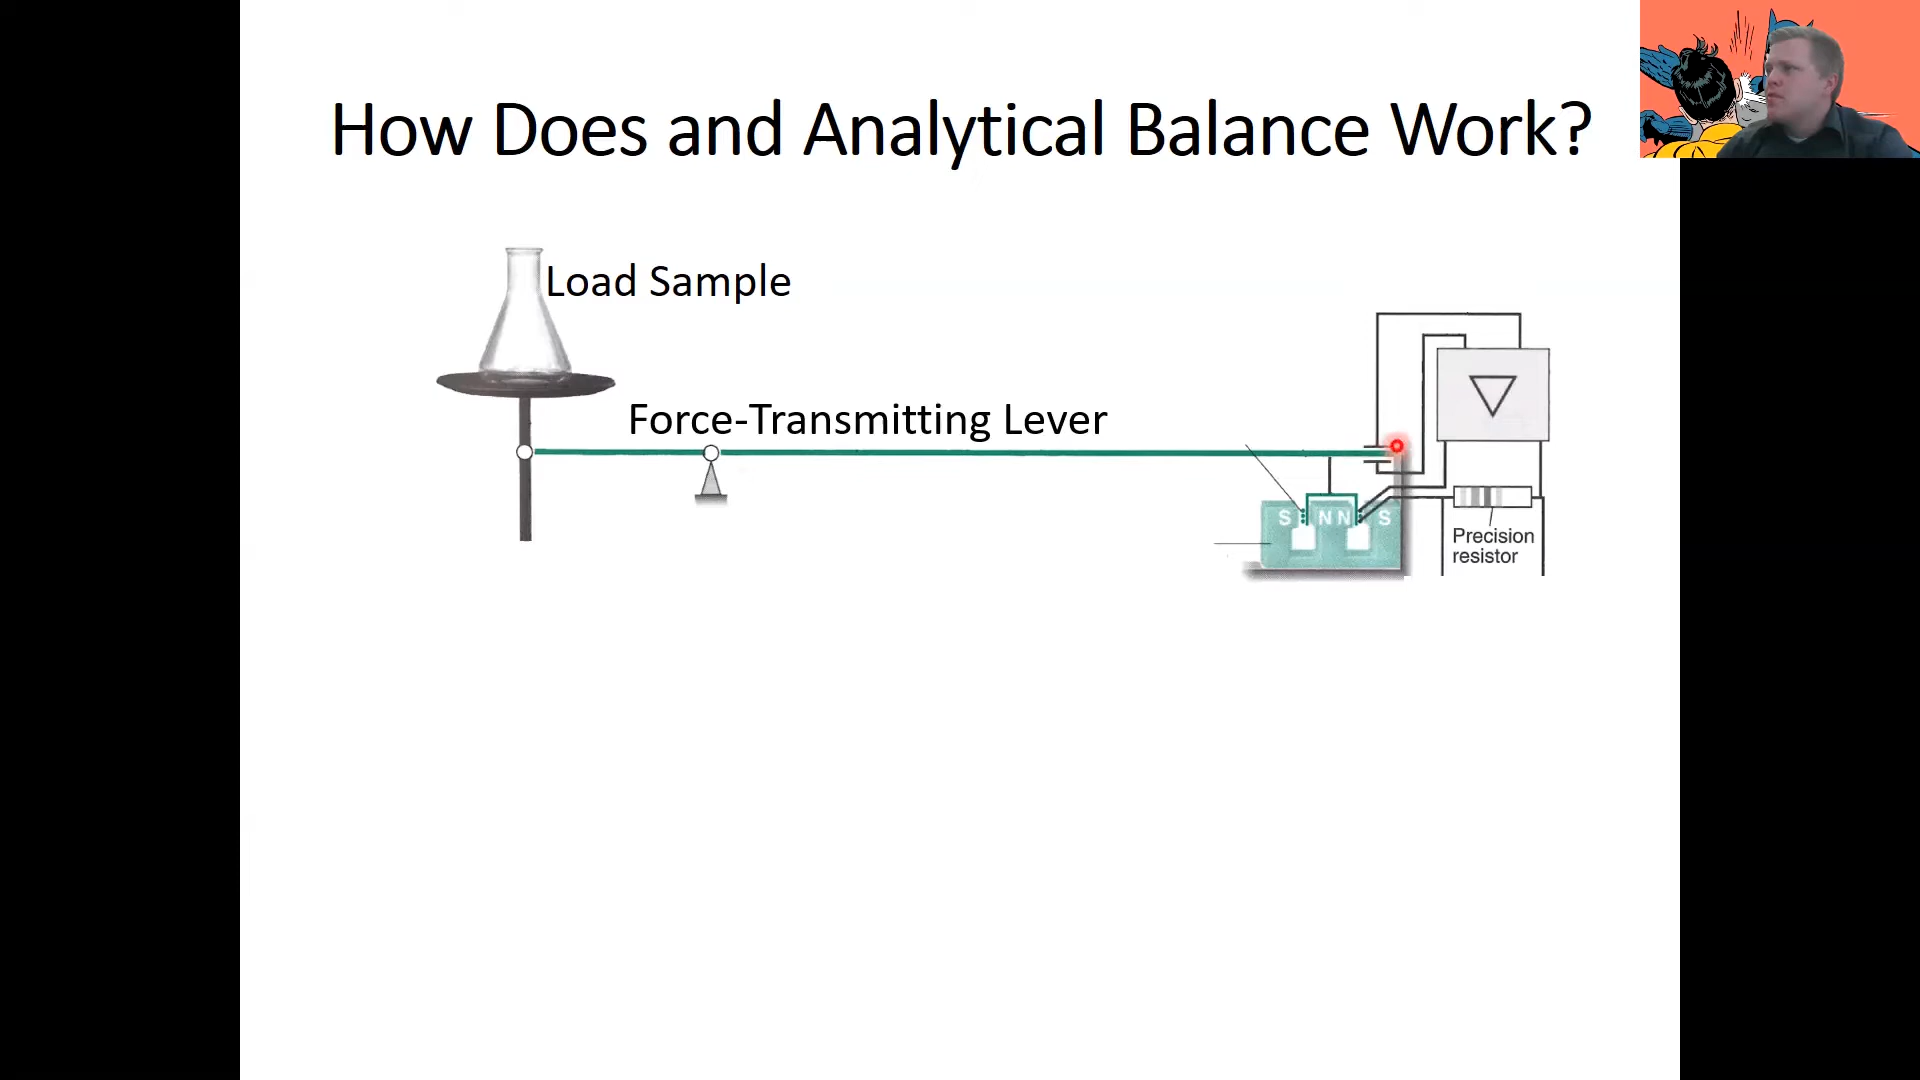 How Does and Analytical Balance Work?
Load Sample
Force-Transmitting Lever
S N N S
Precision
resistor